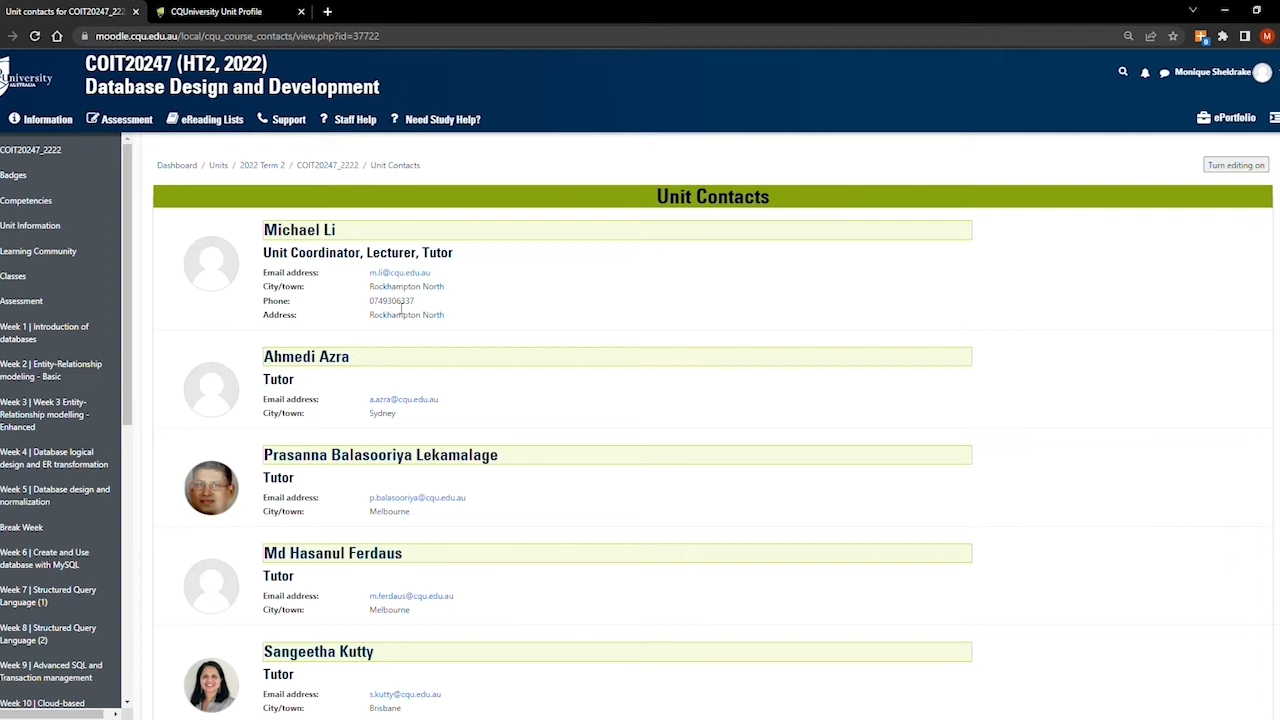 Unit contacts for COIT20247_222
CQUniversity Unit Profile
moodle.cqu.edu.au/local/cqu_course_contacts/view.php?id=37722
M
University
AUSTRALIA
COIT20247 (HT2, 2022)
Database Design and Development
Monique Sheldrake
Information
Assessment
eReading Lists
Support
Staff Help
Need Study Help?
ePortfolio
COIT20247_2222
Badges
Competencies
Unit Information
Learning Community
Classes
Assessment
Week 1 | Introduction of
databases
Week 2 | Entity-Relationship
modeling - Basic
Week 3 | Week 3 Entity-
Relationship modelling -
Enhanced
Week 4 | Database logical
design and ER transformation
Week 5 | Database design and
normalization
Break Week
Week 6 | Create and Use
database with MySQL
Week 7 | Structured Query
Language (1)
Week 8 | Structured Query
Language (2)
Week 9 | Advanced SQL and
Transaction management
Week 10 | Cloud-based
Dashboard / Units / 2022 Term 2 / COIT20247_2222 / Unit Contacts
Turn editing on
Unit Contacts
Michael Li
Unit Coordinator, Lecturer, Tutor
Email address: m.li@cqu.edu.au
City/town: Rockhampton North
Phone: 0749306337
Address: Rockhampton North
Ahmedi Azra
Tutor
Email address: a.azra@cqu.edu.au
City/town: Sydney
Prasanna Balasooriya Lekamalage
Tutor
Email address: p.balasooriya@cqu.edu.au
City/town: Melbourne
Md Hasanul Ferdaus
Tutor
Email address: m.ferdaus@cqu.edu.au
City/town: Melbourne
Sangeetha Kutty
Tutor
Email address: s.kutty@cqu.edu.au
City/town: Brisbane